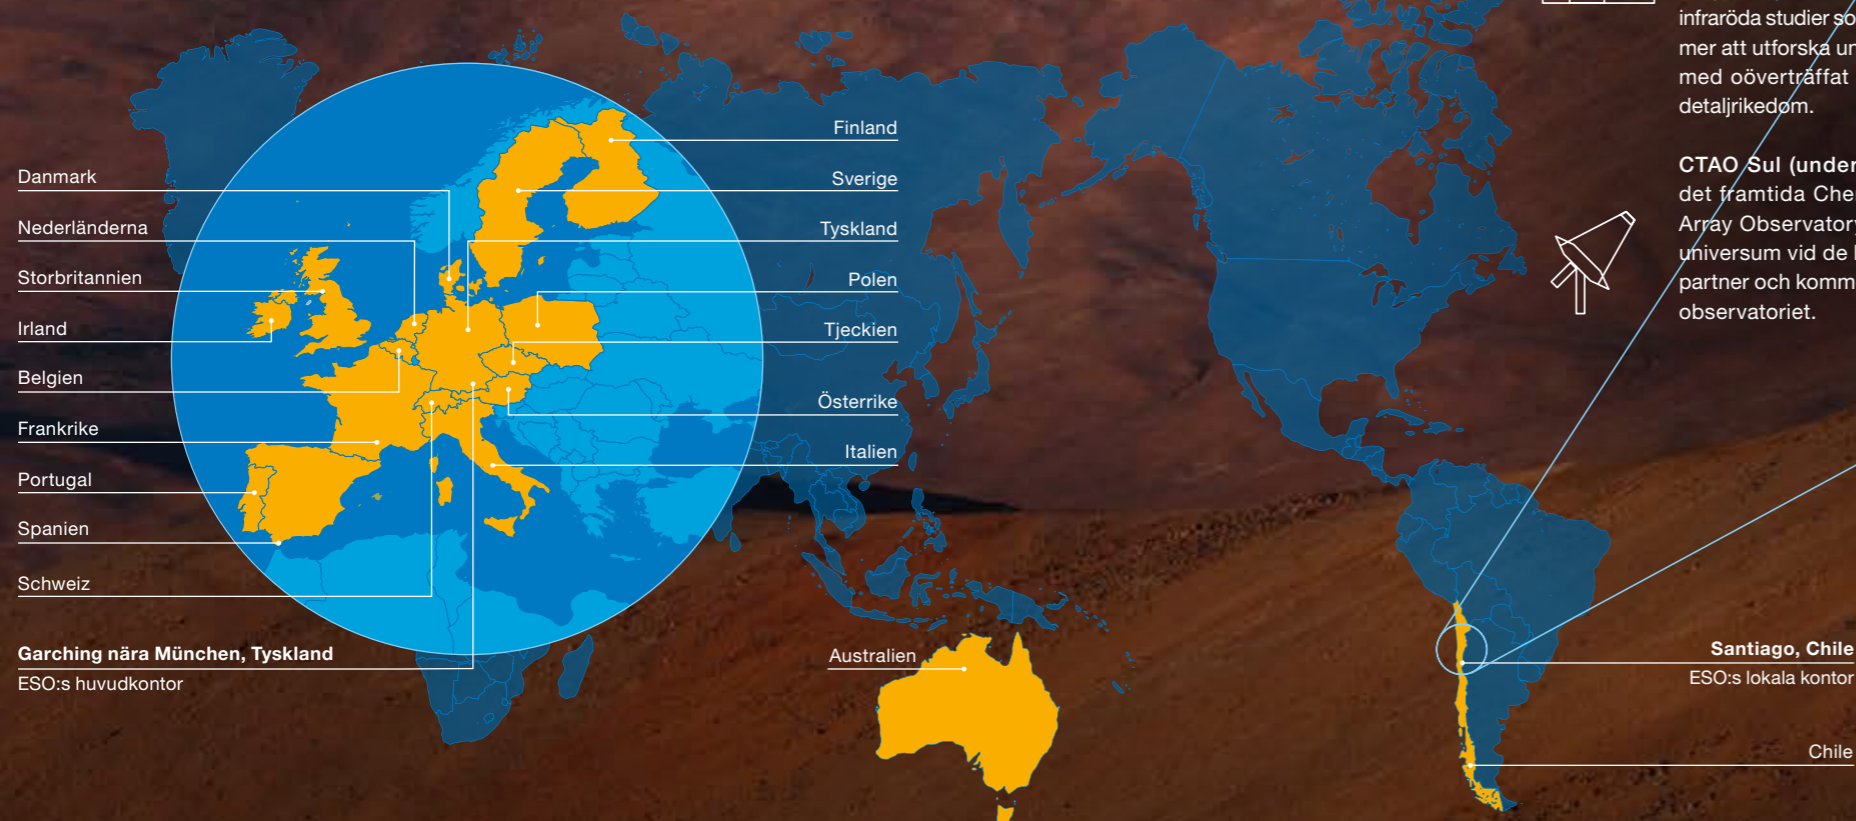 Danmark
Nederländerna
Storbritannien
Irland
Belgien
Frankrike
Portugal
Spanien
Schweiz
Garching nära München, Tyskland
ESO:s huvudkontor
Finland
Sverige
Tyskland
Polen
Tjeckien
Österrike
Italien
Australien
infraröda studier
mer att utforska
med oöverträffat
detaljrikedom.
CTAO Sul (under
det framtida
Array Observatory
universum vid de
partner och
observatoriet.
Santiago, Chile
ESO:s lokala kontor
Chile